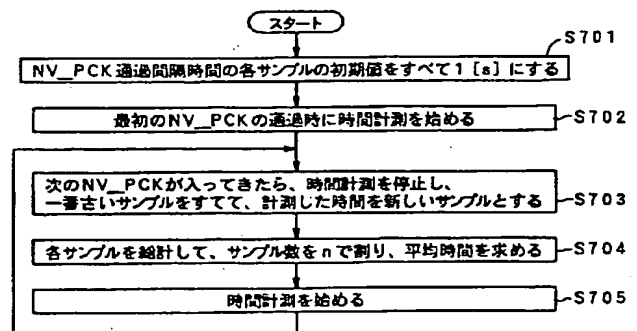 スタート
S701
NV__PCK通過間隔時間の各サンプルの初期値をすべて1[s]にする
最初のNV__PCKの通過時に時間計測を始める
S702
次のNV__PCKが入ってきたら、時間計測を停止し、
一番古いサンプルをすてて、計測した時間を新しいサンプルとする
S703
各サンプルを総計して、サンプル数をnで割り、平均時間を求める
S704
時間計測を始める
S705